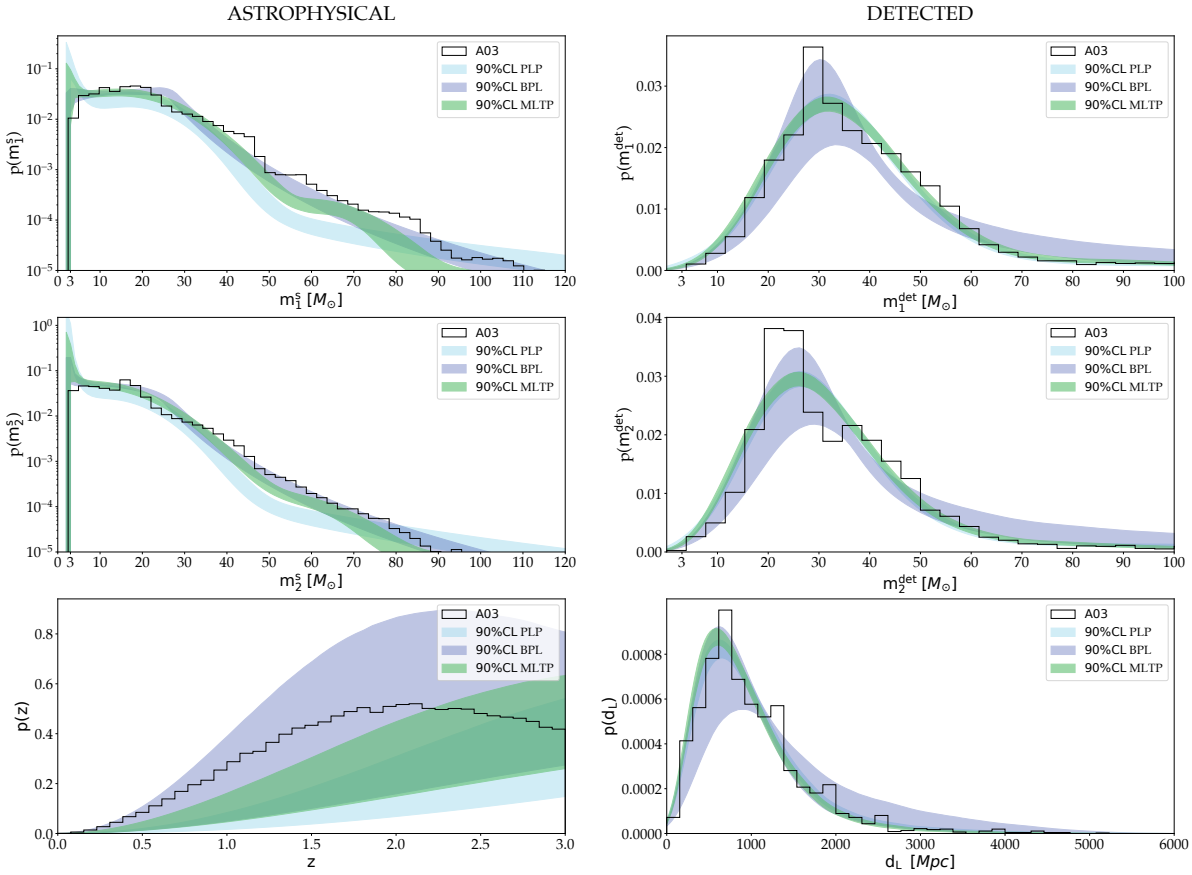 ASTROPHYSICAL
DETECTED
p(m₁ˢ)
10⁻¹
10⁻²
10⁻³
10⁻⁴
10⁻⁵
A03
90%CL PLP
90%CL BPL
90%CL MLTP
0 3 10 20 30 40 50 60 70 80 90 100 110 120
m₁ˢ [M⊙]
p(m₁ᵈᵉᵗ)
0.03
0.02
0.01
0.00
A03
90%CL PLP
90%CL BPL
90%CL MLTP
3 10 20 30 40 50 60 70 80 90 100
m₁ᵈᵉᵗ [M⊙]
p(m₂ˢ)
10⁰
10⁻¹
10⁻²
10⁻³
10⁻⁴
10⁻⁵
A03
90%CL PLP
90%CL BPL
90%CL MLTP
0 3 10 20 30 40 50 60 70 80 90 100 110 120
m₂ˢ [M⊙]
p(m₂ᵈᵉᵗ)
0.04
0.03
0.02
0.01
0.00
A03
90%CL PLP
90%CL BPL
90%CL MLTP
3 10 20 30 40 50 60 70 80 90 100
m₂ᵈᵉᵗ [M⊙]
p(z)
0.8
0.6
0.4
0.2
0.0
A03
90%CL PLP
90%CL BPL
90%CL MLTP
0.0 0.5 1.0 1.5 2.0 2.5 3.0
z
p(d_L)
0.0008
0.0006
0.0004
0.0002
0.0000
A03
90%CL PLP
90%CL BPL
90%CL MLTP
0 1000 2000 3000 4000 5000 6000
d_L [Mpc]